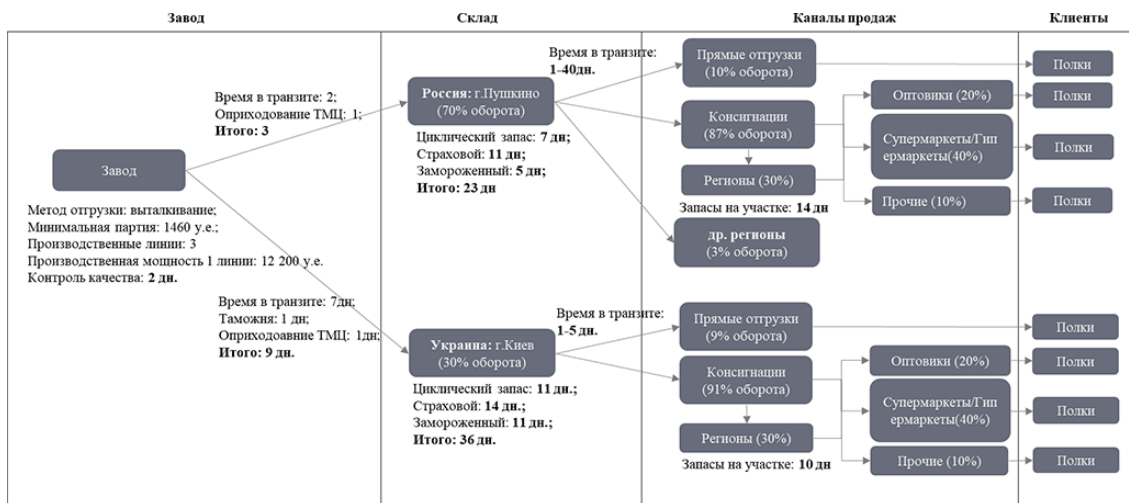 Завод
Склад
Каналы продаж
Клиенты
Завод
Метод отгрузки: выталкивание;
Минимальная партия: 1460 у.е.;
Производственные линии: 3
Производственная мощность 1 линии: 12 200 у.е.
Контроль качества: 2 дн.
Время в транзите: 2;
Оприходование ТМЦ: 1;
Итого: 3
Время в транзите: 7дн;
Таможня: 1 дн;
Оприходоавние ТМЦ: 1дн;
Итого: 9 дн.
Россия: г.Пушкино
(70% оборота)
Циклический запас: 7 дн;
Страховой: 11 дн;
Замороженный: 5 дн;
Итого: 23 дн
Время в транзите:
1-40дн.
Прямые отгрузки
(10% оборота)
Консигнации
(87% оборота)
Регионы (30%)
Запасы на участке: 14 дн
др. регионы
(3% оборота)
Оптовики (20%)
Супермаркеты/Гип
ермаркеты(40%)
Прочие (10%)
Полки
Полки
Полки
Полки
Украина: г.Киев
(30% оборота)
Циклический запас: 11 дн.;
Страховой: 14 дн.;
Замороженный: 11 дн.;
Итого: 36 дн.
Время в транзите:
1-5 дн.
Прямые отгрузки
(9% оборота)
Консигнации
(91% оборота)
Регионы (30%)
Запасы на участке: 10 дн
Оптовики (20%)
Супермаркеты/Гип
ермаркеты(40%)
Прочие (10%)
Полки
Полки
Полки
Полки